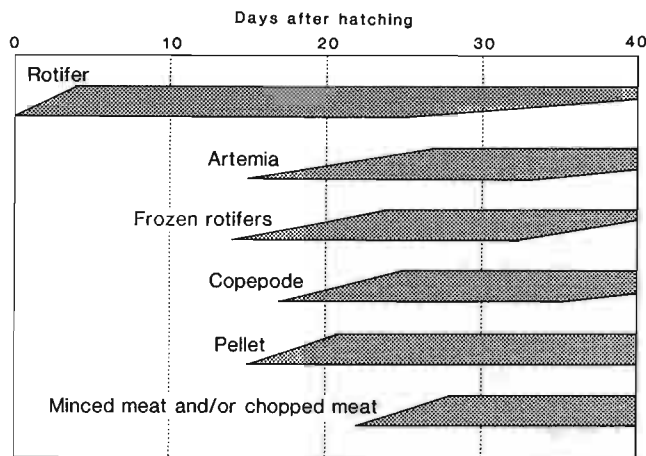 Days after hatching
0 10 20 30 40
Rotifer
Artemia
Frozen rotifers
Copepode
Pellet
Minced meat and/or chopped meat